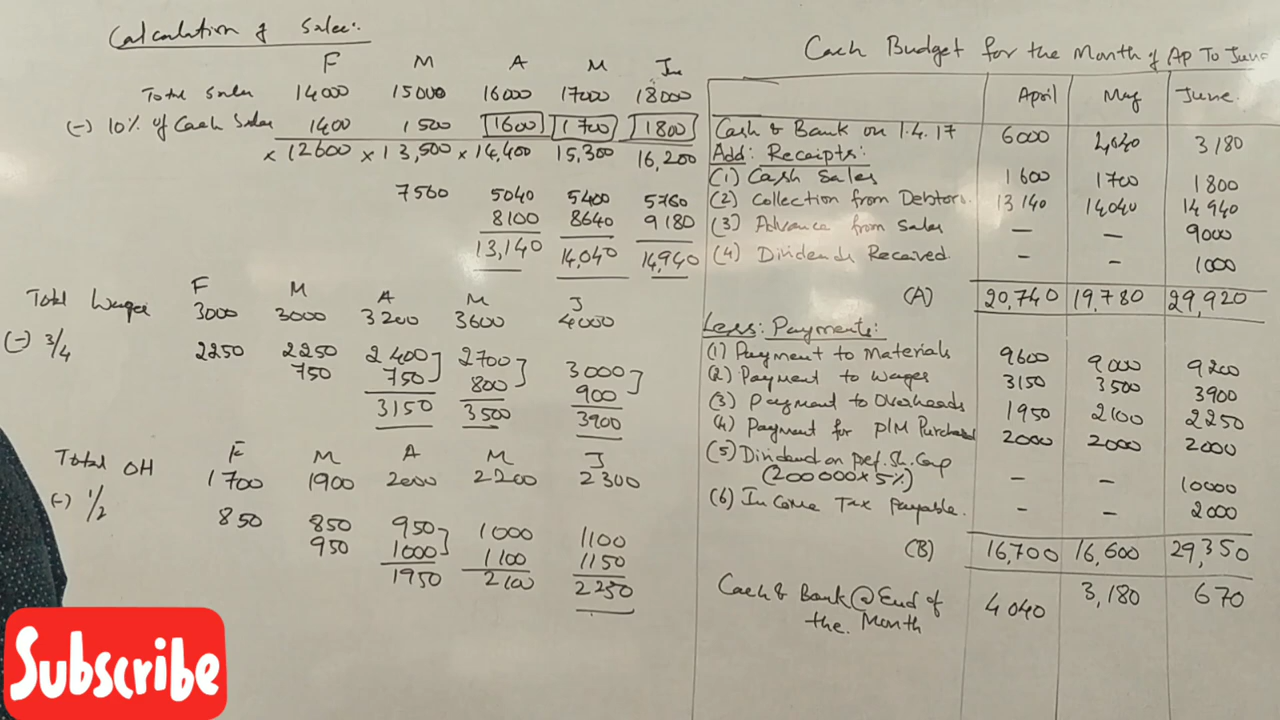 Calculation of Sales:
F M A M June
Total Sales 14000 15000 16000 17000 18000
(-) 10% of Cash Sales 1400 1500 1600 1700 1800
x 12600 x 13,500 x 14,400 15,300 16,200
7560 5040 5400 5760
8100 8640 9180
13,140 14,040 14,940
F M A M J
Total Wages 3000 3000 3200 3600 4000
(-) 3/4 2250 2250 2400 2700 3000
750 750 800 900
3150 3500 3900
F M A M J
Total OH 1700 1900 2000 2200 2300
(-) 1/2 850 850 950 1000 1100
950 1000 1100 1150
1950 2100 2250
Cash Budget for the Month of Ap To June
April May June
Cash & Bank on 1.4.17 6000 4,040 3180
Add: Receipts:
(1) Cash Sales 1600 1700 1800
(2) Collection from Debtors. 13140 14040 14940
(3) Advance from Sales — — 9000
(4) Dividends Received. - - 1000
(A) 20,740 19,780 29,920
Less: Payments:
(1) Payment to Materials 9600 9000 9200
(2) Payment to Wages 3150 3500 3900
(3) Payment to Overheads 1950 2100 2250
(4) Payment for P/M Purchased 2000 2000 2000
(5) Dividend on Pef. Sh. Cap
(200000 x 5%) - - 10000
(6) Income Tax Payable. - - 2000
(B) 16,700 16,600 29,350
Cash & Bank @ End of
the Month 4040 3,180 670
Subscribe